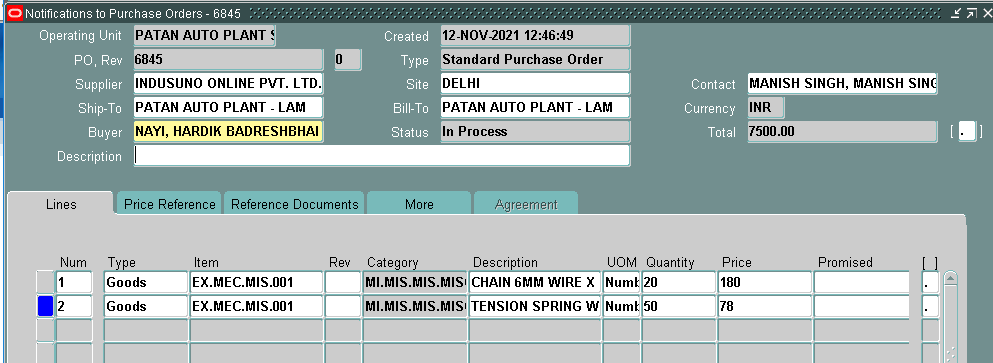 Notifications to Purchase Orders - 6845
Operating Unit PATAN AUTO PLANT Created 12-NOV-2021 12:46:49
PO, Rev 6845 0 Type Standard Purchase Order
Supplier INDUSUNO ONLINE PVT. LTD. Site DELHI Contact MANISH SINGH, MANISH SING
Ship-To PATAN AUTO PLANT - LAM Bill-To PATAN AUTO PLANT - LAM Currency INR
Buyer NAYI, HARDIK BADRESHBHAI Status In Process Total 7500.00 [ . ]
Description
Lines Price Reference Reference Documents More Agreement
Num Type Item Rev Category Description UOM Quantity Price Promised [ ]
1 Goods EX.MEC.MIS.001 MI.MIS.MIS.MIS CHAIN 6MM WIRE X Numb 20 180 .
2 Goods EX.MEC.MIS.001 MI.MIS.MIS.MIS TENSION SPRING W Numb 50 78 .